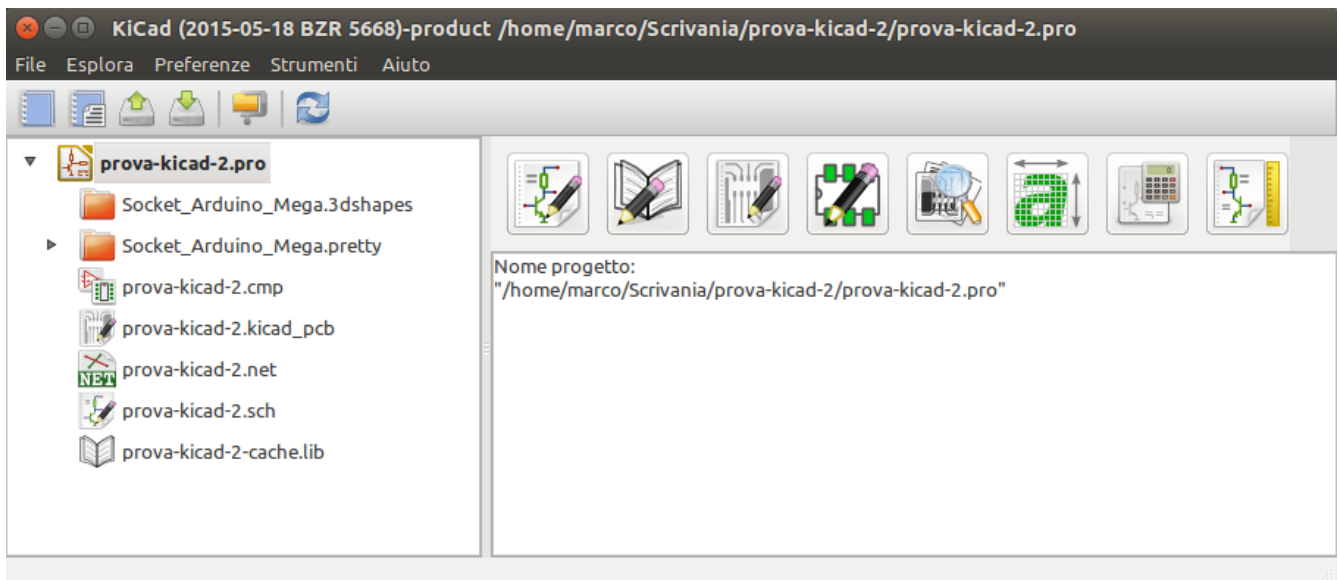 KiCad (2015-05-18 BZR 5668)-product /home/marco/Scrivania/prova-kicad-2/prova-kicad-2.pro
File Esplora Preferenze Strumenti Aiuto
prova-kicad-2.pro
Socket_Arduino_Mega.3dshapes
Socket_Arduino_Mega.pretty
prova-kicad-2.cmp
prova-kicad-2.kicad_pcb
NET
prova-kicad-2.net
prova-kicad-2.sch
prova-kicad-2-cache.lib
a
Nome progetto:
"/home/marco/Scrivania/prova-kicad-2/prova-kicad-2.pro"